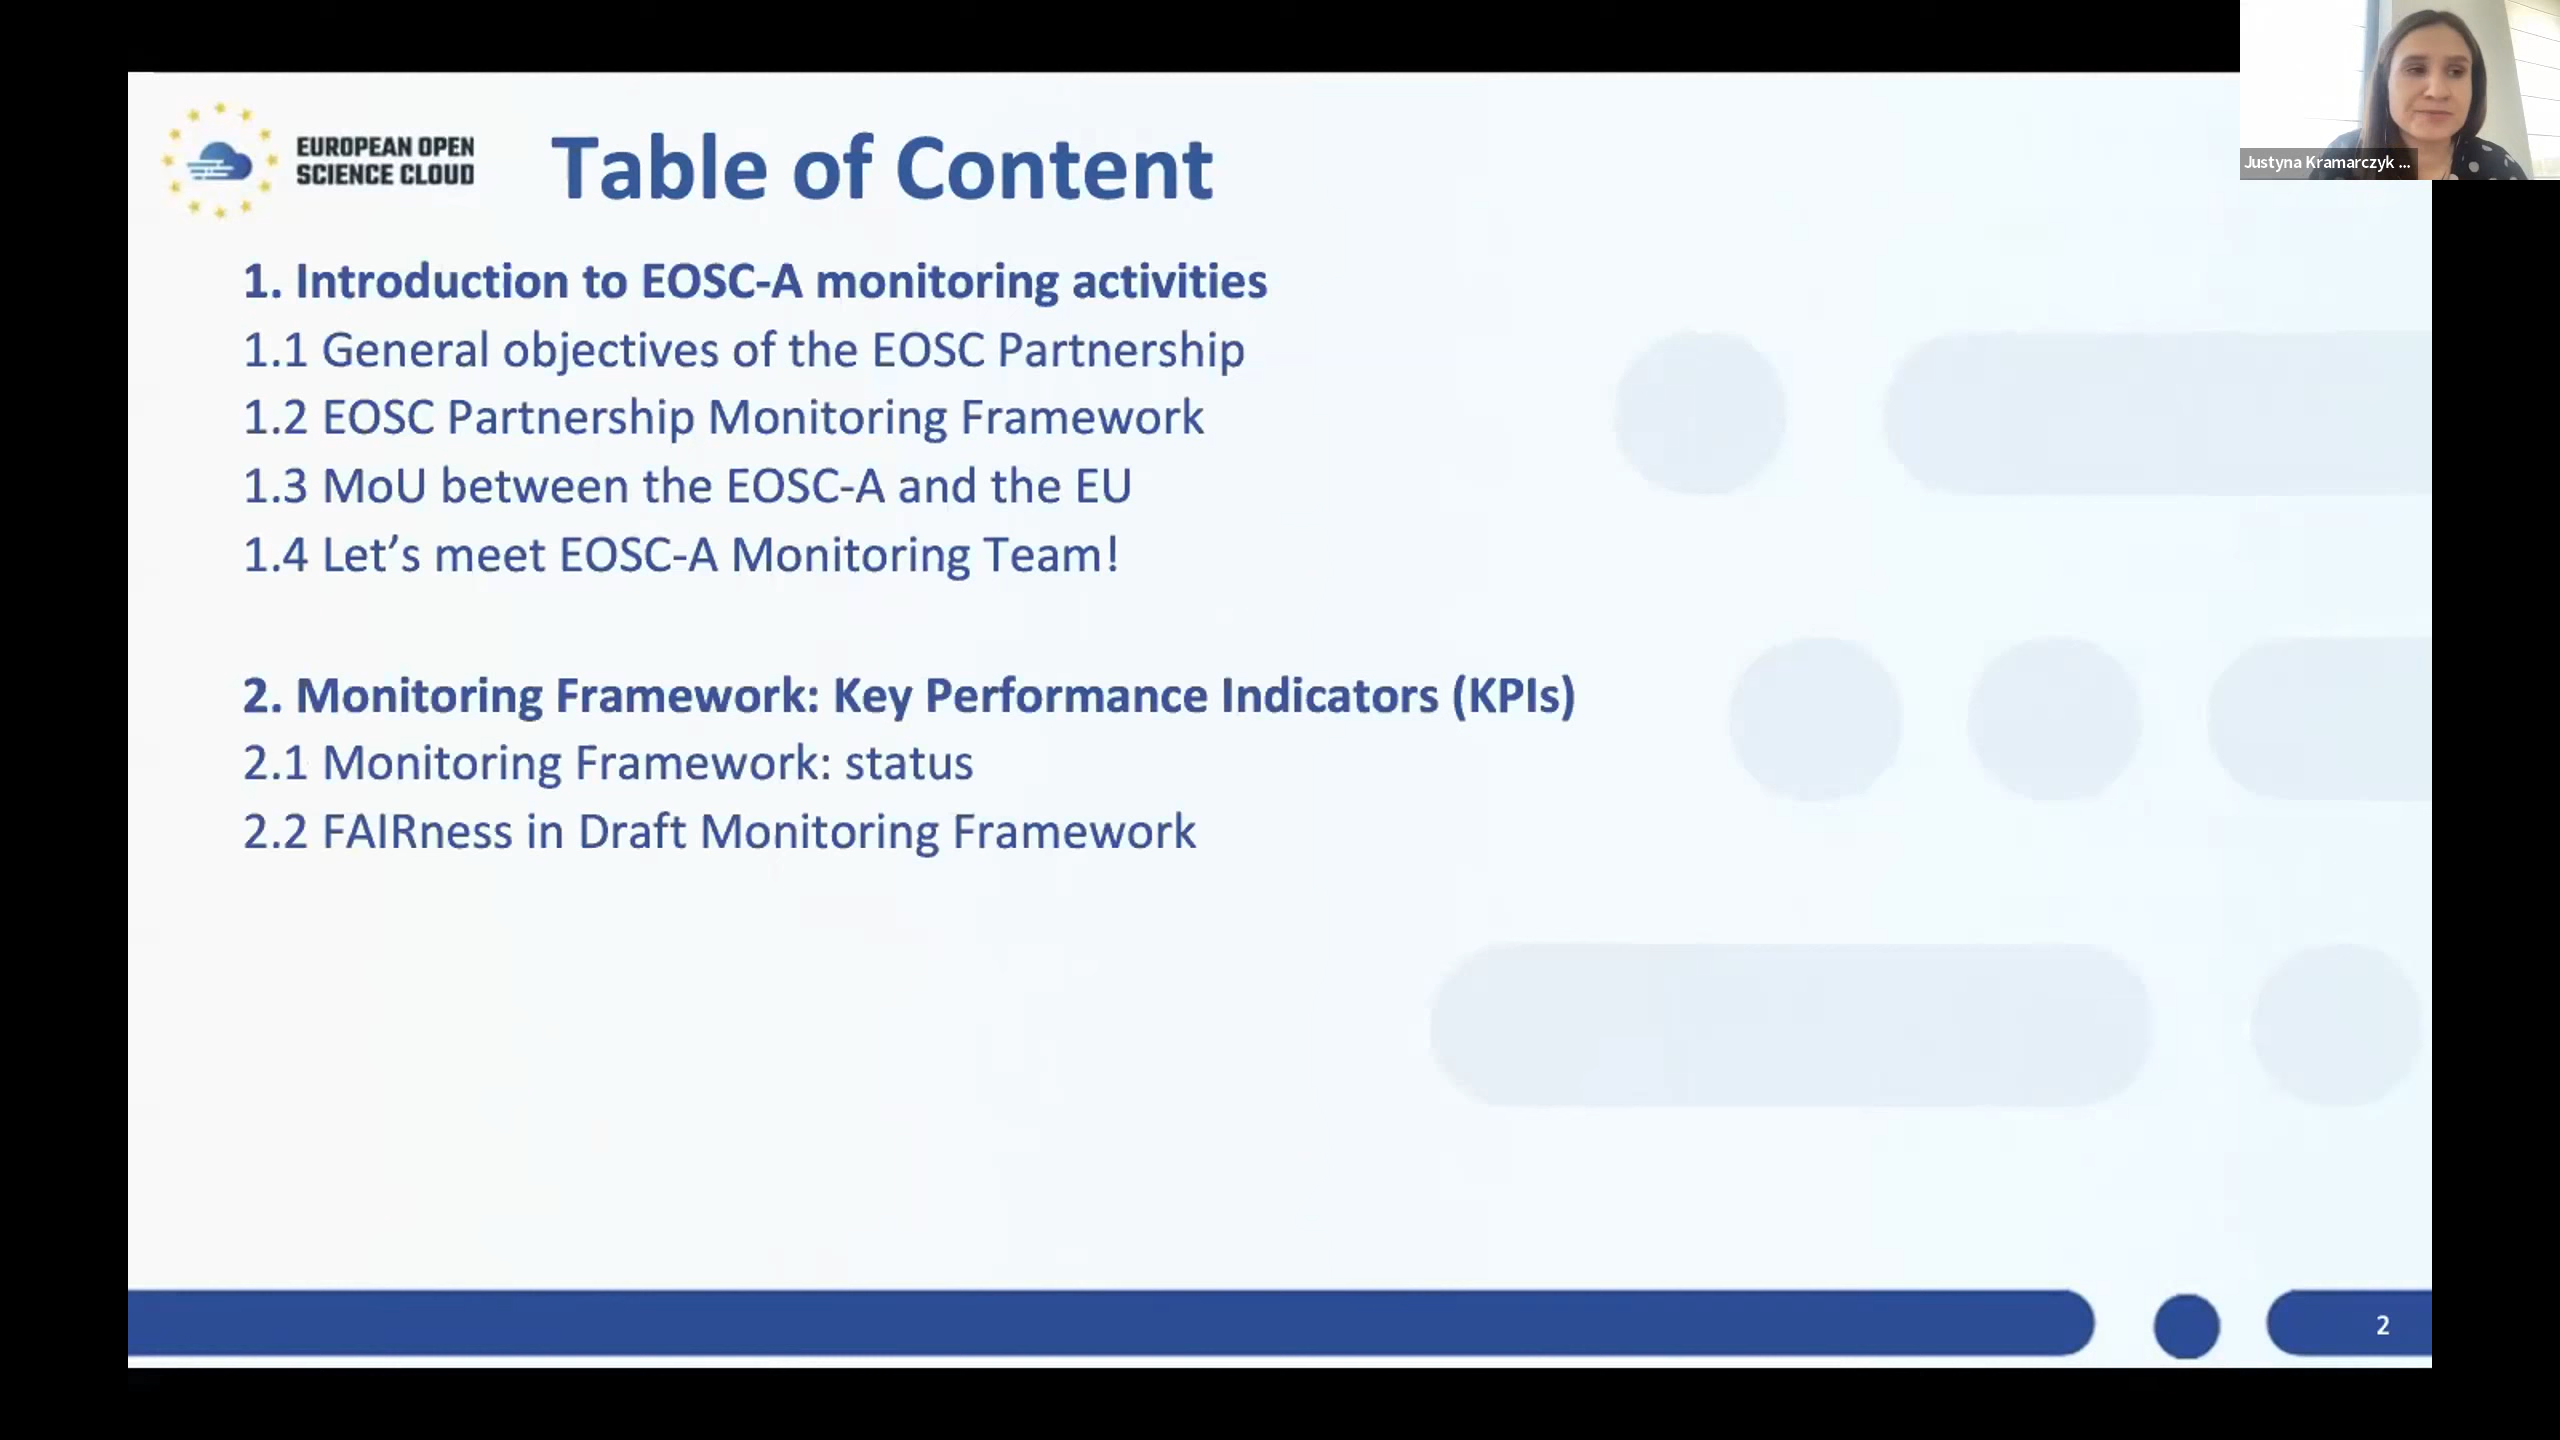 EUROPEAN OPEN
SCIENCE CLOUD
Table of Content
1. Introduction to EOSC-A monitoring activities
1.1 General objectives of the EOSC Partnership
1.2 EOSC Partnership Monitoring Framework
1.3 MoU between the EOSC-A and the EU
1.4 Let’s meet EOSC-A Monitoring Team!
2. Monitoring Framework: Key Performance Indicators (KPIs)
2.1 Monitoring Framework: status
2.2 FAIRness in Draft Monitoring Framework
2
Justyna Kramarczyk ...